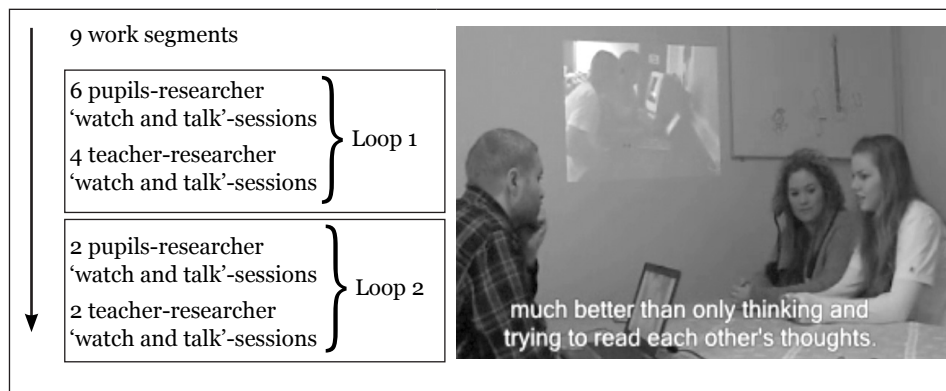 9 work segments
6 pupils-researcher
‘watch and talk’-sessions
4 teacher-researcher
‘watch and talk’-sessions
Loop 1
2 pupils-researcher
‘watch and talk’-sessions
2 teacher-researcher
‘watch and talk’-sessions
Loop 2
much better than only thinking and
trying to read each other's thoughts.